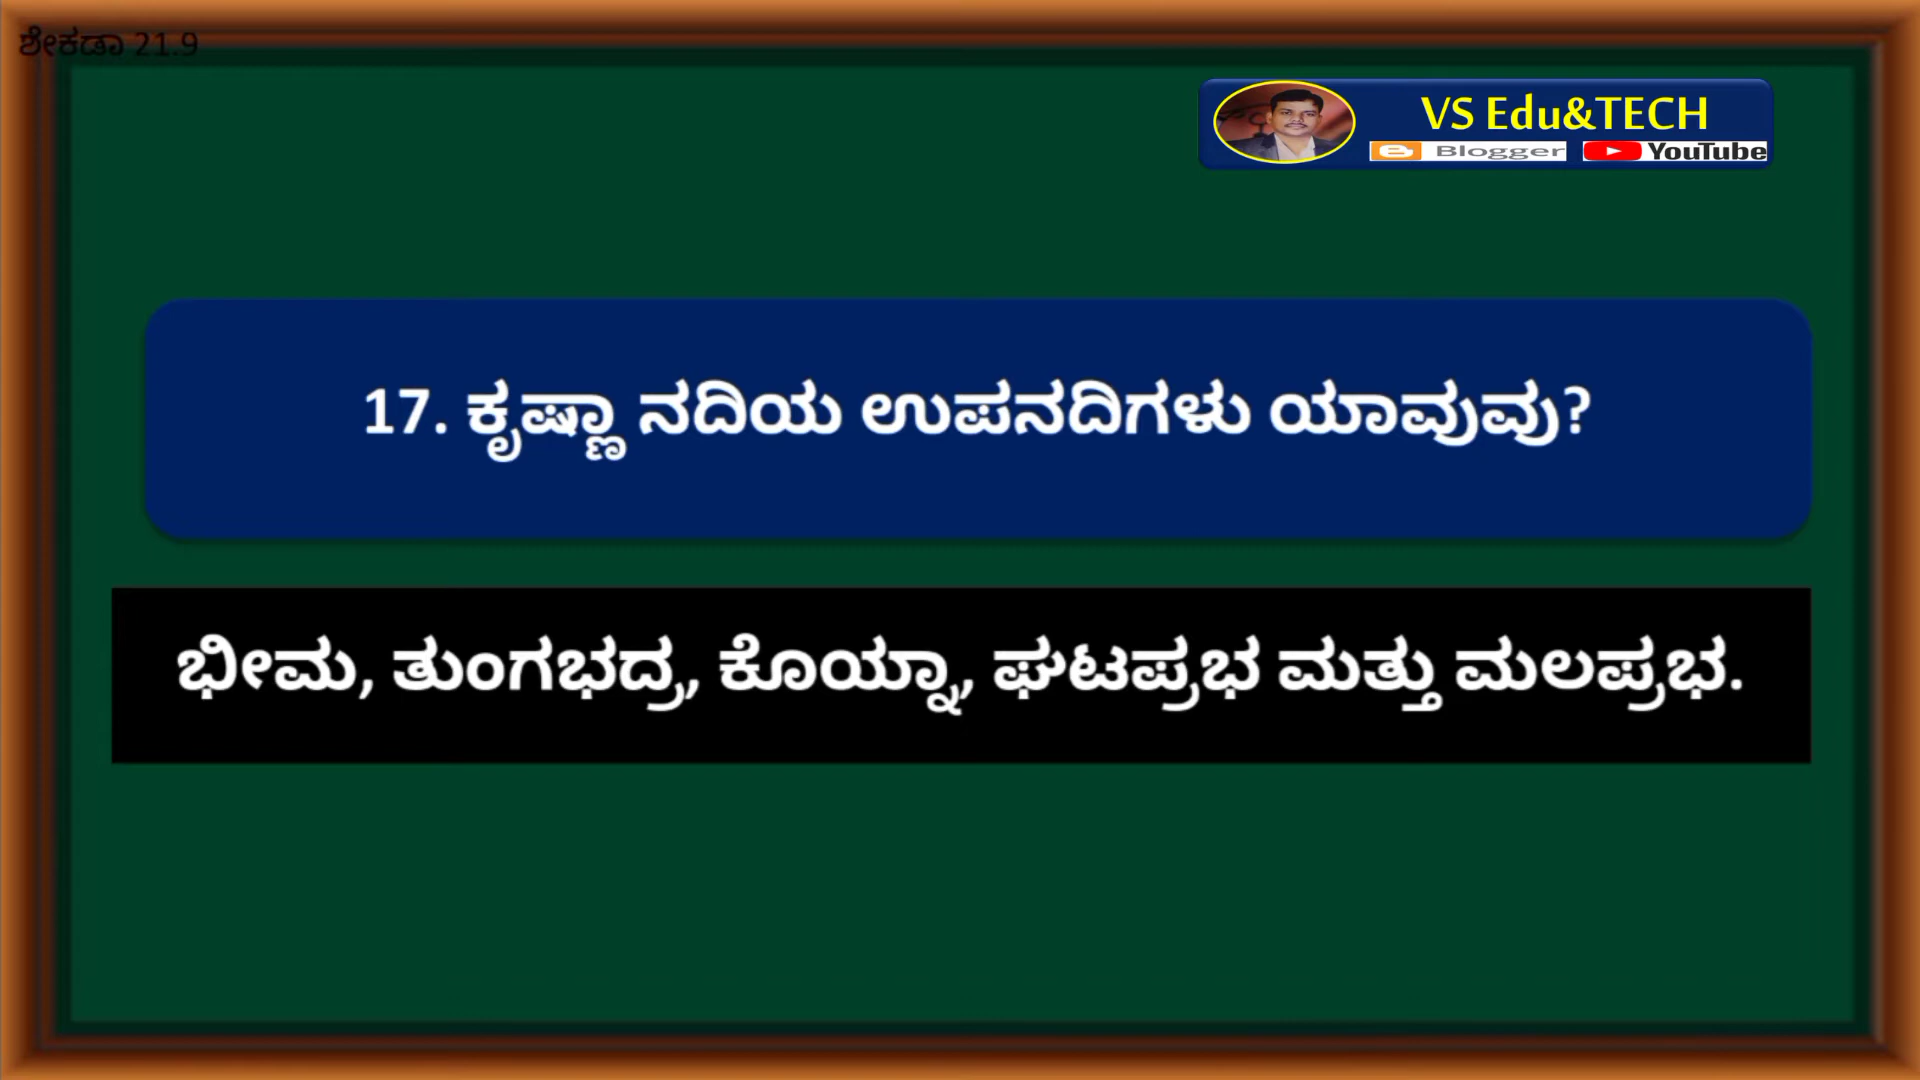 ಶೇಕಡಾ 21.9
VS Edu&TECH
Blogger YouTube
17. ಕೃಷ್ಣಾ ನದಿಯ ಉಪನದಿಗಳು ಯಾವುವು?
ಭೀಮ, ತುಂಗಭದ್ರ, ಕೊಯ್ನಾ, ಘಟಪ್ರಭ ಮತ್ತು ಮಲಪ್ರಭ.